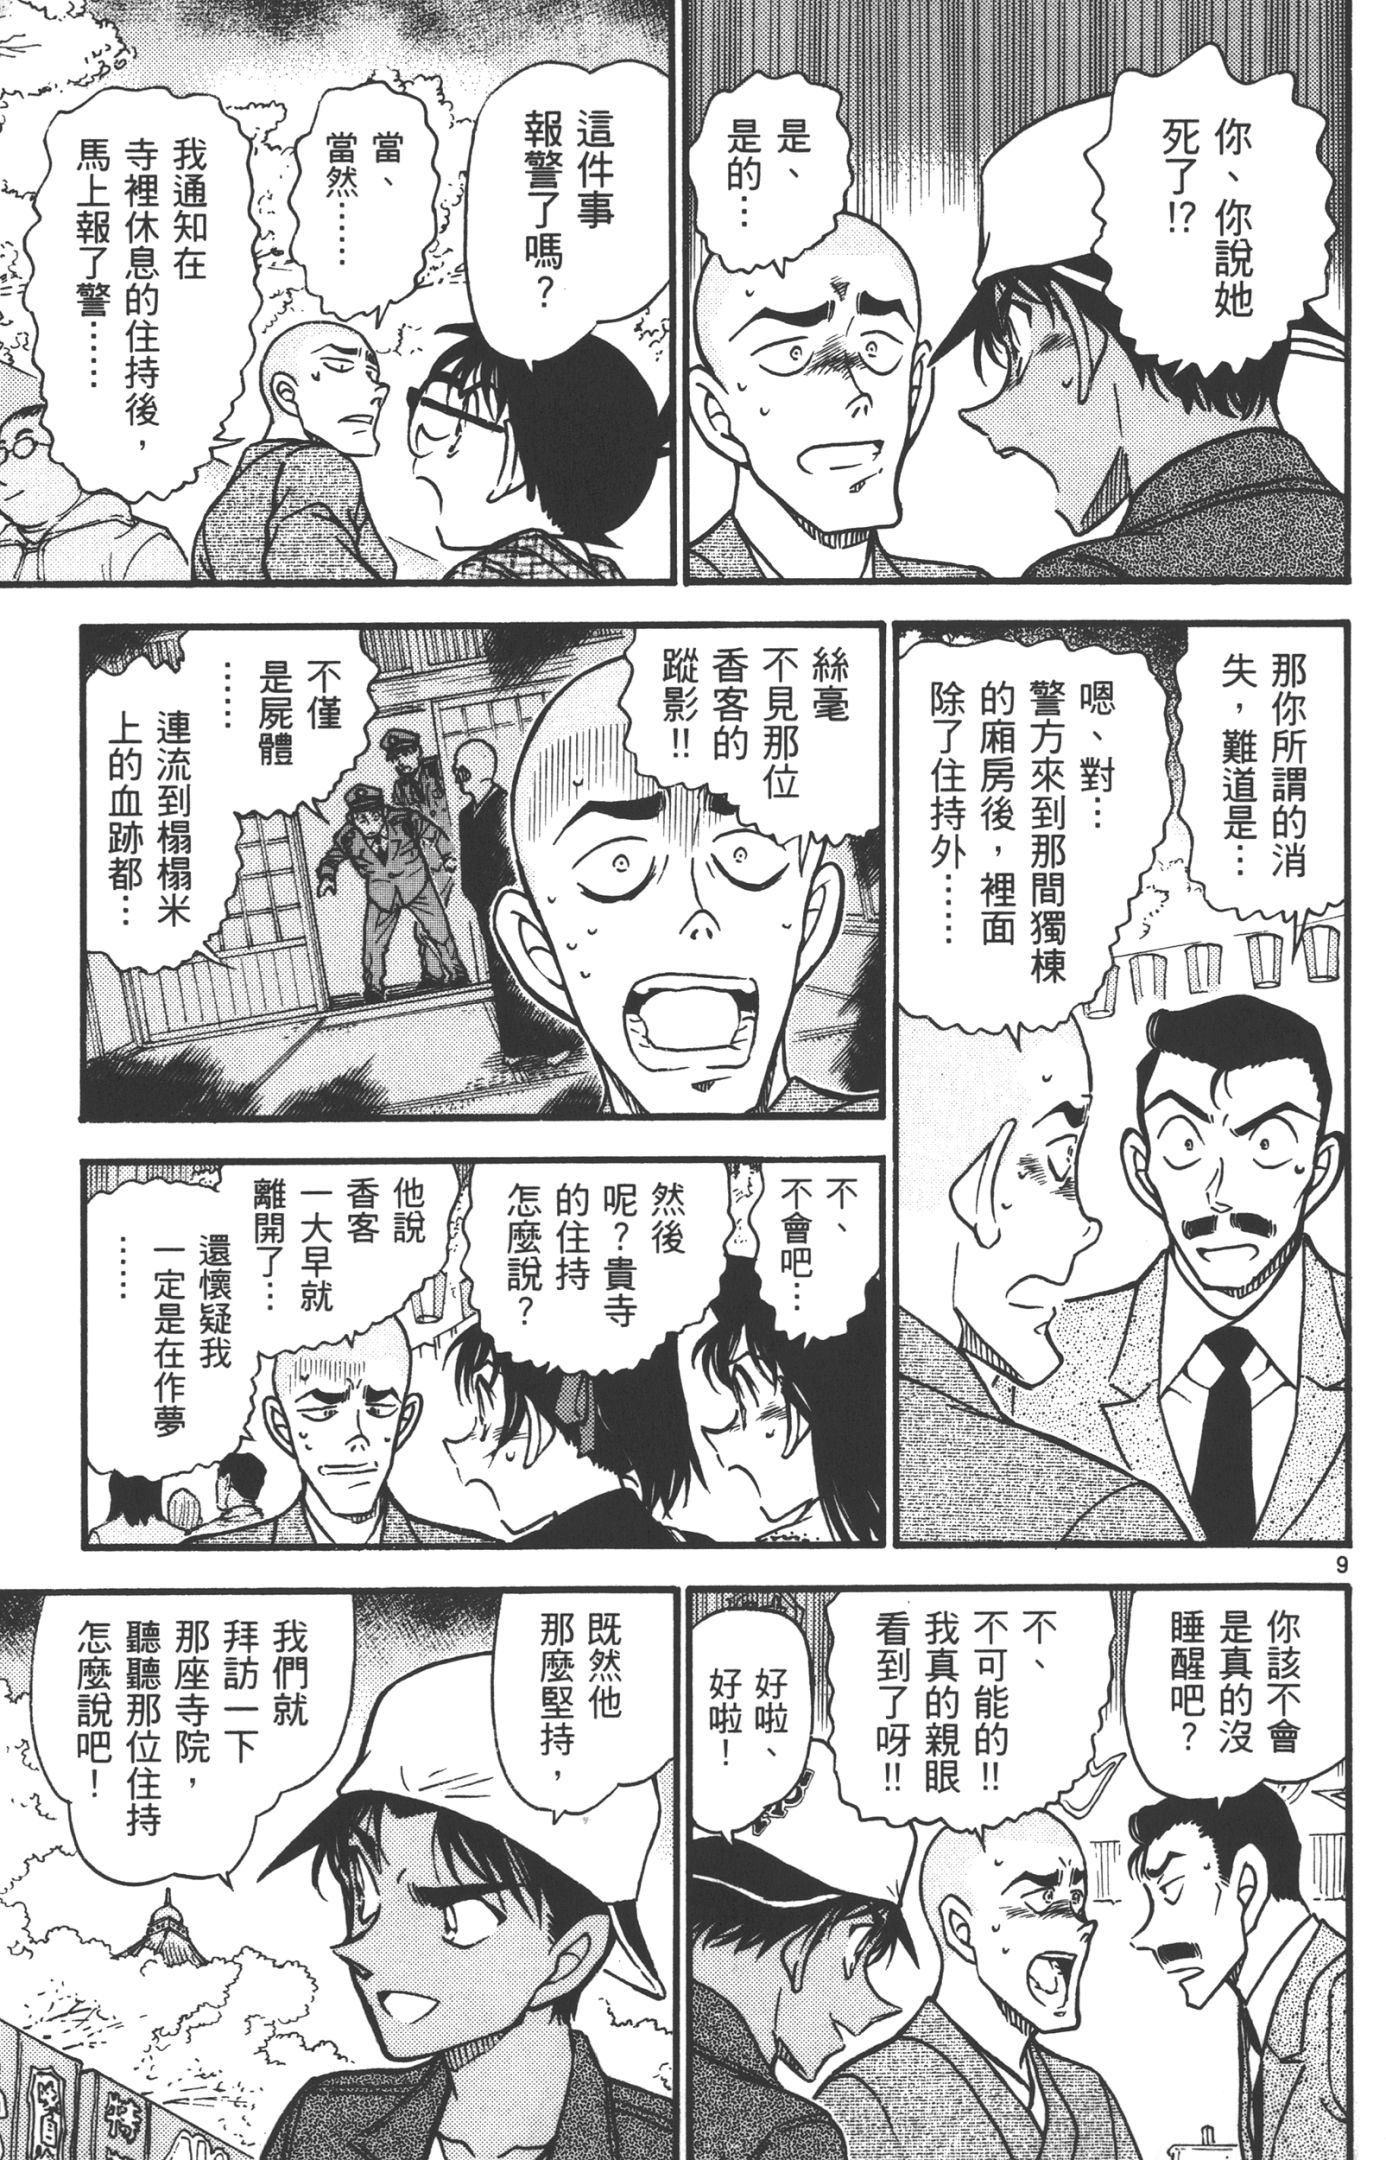 你、你說她
死了!?
是、
是的⋯
這件事
報警了嗎?
當、
當然⋯⋯
我通知在
寺裡休息的住持後,
馬上報了警⋯⋯
那你所謂的消
失,難道是⋯
嗯、對⋯
警方來到那間獨棟
的廂房後,裡面
除了住持外⋯⋯
絲毫
不見那位
香客的
蹤影!!
不僅
是屍體
⋯⋯
連流到榻榻米
上的血跡都⋯
不、
不會吧⋯
然後
呢?貴寺
的住持
怎麼說?
他說
香客
一大早就
離開了⋯
還懷疑我
一定是在作夢
⋯⋯
9
你該不會
是真的沒
睡醒吧?
不、
不可能的!!
我真的親眼
看到了呀!!
好啦、
好啦!
既然他
那麼堅持,
我們就
拜訪一下
那座寺院,
聽聽那位住持
怎麼說吧!